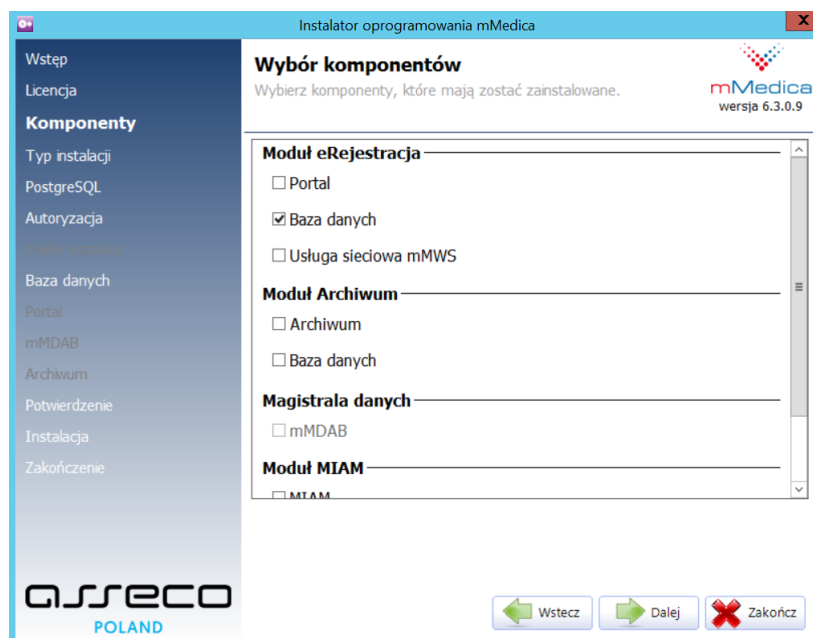 Instalator oprogramowania mMedica
X
Wstęp
Licencja
Komponenty
Typ instalacji
PostgreSQL
Autoryzacja
Baza danych
Portal
mMDAB
Archiwum
Potwierdzenie
Instalacja
Zakończenie
asseco
POLAND
Wybór komponentów
Wybierz komponenty, które mają zostać zainstalowane.
mMedica
wersja 6.3.0.9
Moduł eRejestracja
Portal
Baza danych
Usługa sieciowa mMWS
Moduł Archiwum
Archiwum
Baza danych
Magistrala danych
mMDAB
Moduł MIAM
MIAM
Wstecz
Dalej
Zakończ